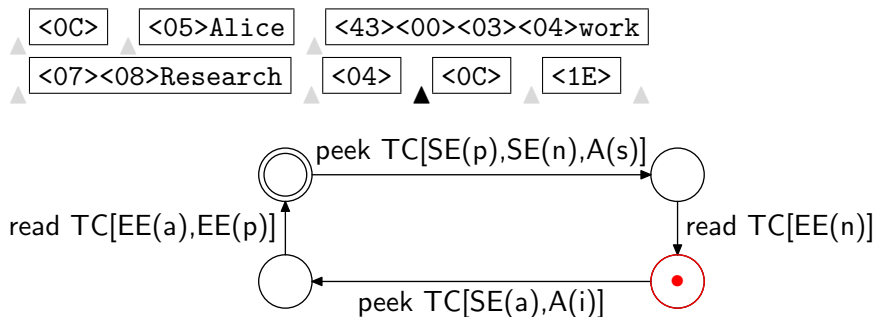 <0C> <05>Alice <43><00><03><04>work
<07><08>Research <04> <0C> <1E>
peek TC[SE(p),SE(n),A(s)]
read TC[EE(a),EE(p)] read TC[EE(n)]
peek TC[SE(a),A(i)]